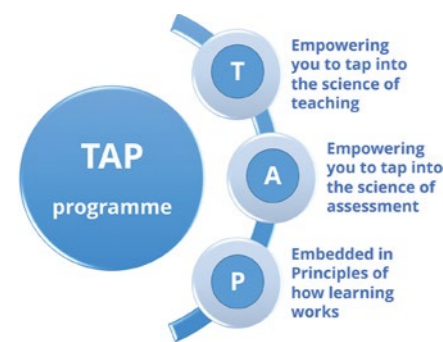 TAP
programme
T
Empowering
you to tap into
the science of
teaching
A
Empowering
you to tap into
the science of
assessment
P
Embedded in
Principles of
how learning
works